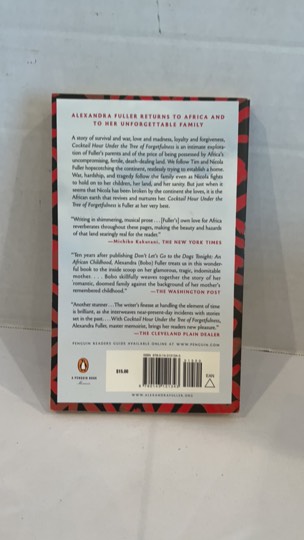 ALEXANDRA FULLER RETURNS TO AFRICA AND
TO HER UNFORGETTABLE FAMILY
A story of survival and war, love and madness, loyalty and forgiveness,
Cocktail Hour Under the Tree of Forgetfulness is an intimate explora-
tion of Fuller's parents and of the price of being possessed by Africa's
uncompromising, fertile, death-dealing land. We follow Tim and Nicola
Fuller hopscotching the continent, restlessly trying to establish a home.
War, hardship, and tragedy follow the family even as Nicola fights
to hold on to her children, her land, and her sanity. But just when it
seems that Nicola has been broken by the continent she loves, it is the
African earth that revives and nurtures her. Cocktail Hour Under the
Tree of Forgetfulness is Fuller at her very best.
"Writing in shimmering, musical prose . . . [Fuller's] own love for Africa
reverberates throughout these pages, making the beauty and hazards
of that land searingly real for the reader."
—Michiko Kakutani, THE NEW YORK TIMES
"Ten years after publishing Don't Let's Go to the Dogs Tonight: An
African Childhood, Alexandra (Bobo) Fuller treats us in this wonder-
ful book to the inside scoop on her glamorous, tragic, indomitable
mother. . . . Bobo skillfully weaves together the story of her
romantic, doomed family against the background of her mother's
remembered childhood."
—THE WASHINGTON POST
"Another stunner . . . The writer's finesse at handling the element of time
is brilliant, as she interweaves near-present-day incidents with stories
set in the past. . . . With Cocktail Hour Under the Tree of Forgetfulness,
Alexandra Fuller, master memoirist, brings her readers new pleasure."
—THE CLEVELAND PLAIN DEALER
PENGUIN READERS GUIDE AVAILABLE ONLINE AT WWW.PENGUIN.COM
A PENGUIN BOOK
Memoir
WWW.ALEXANDRAFULLER.ORG